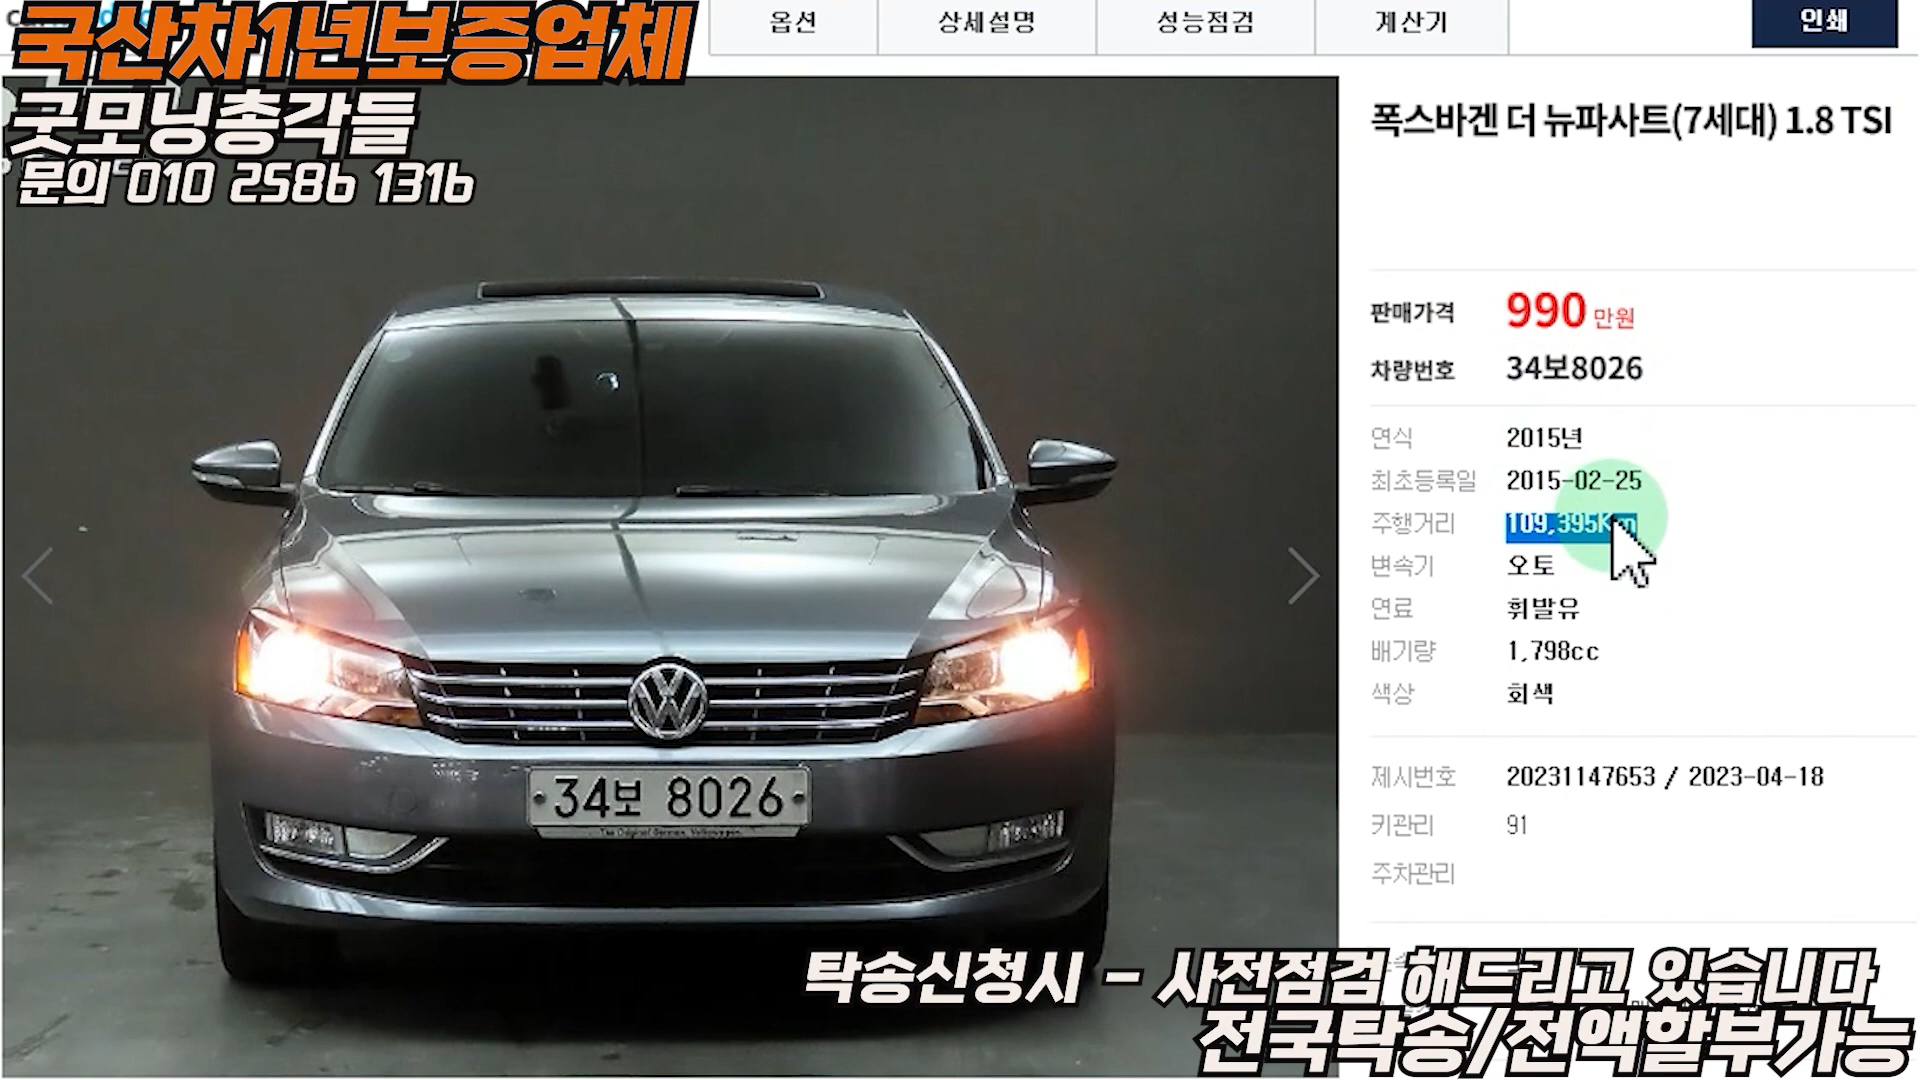 국산차1년보증업체
굿모닝총각들
문의 010 2586 1316
옵션
상세설명
성능점검
계산기
인쇄
폭스바겐 더 뉴파사트(7세대) 1.8 TSI
판매가격 990 만원
차량번호 34보8026
연식 2015년
최초등록일 2015-02-25
주행거리 109,395Km
변속기 오토
연료 휘발유
배기량 1,798cc
색상 회색
제시번호 20231147653 / 2023-04-18
키관리 91
주차관리
34보 8026
The Original German. Volkswagen.
탁송신청시 - 사전점검 해드리고 있습니다
전국탁송/전액할부가능